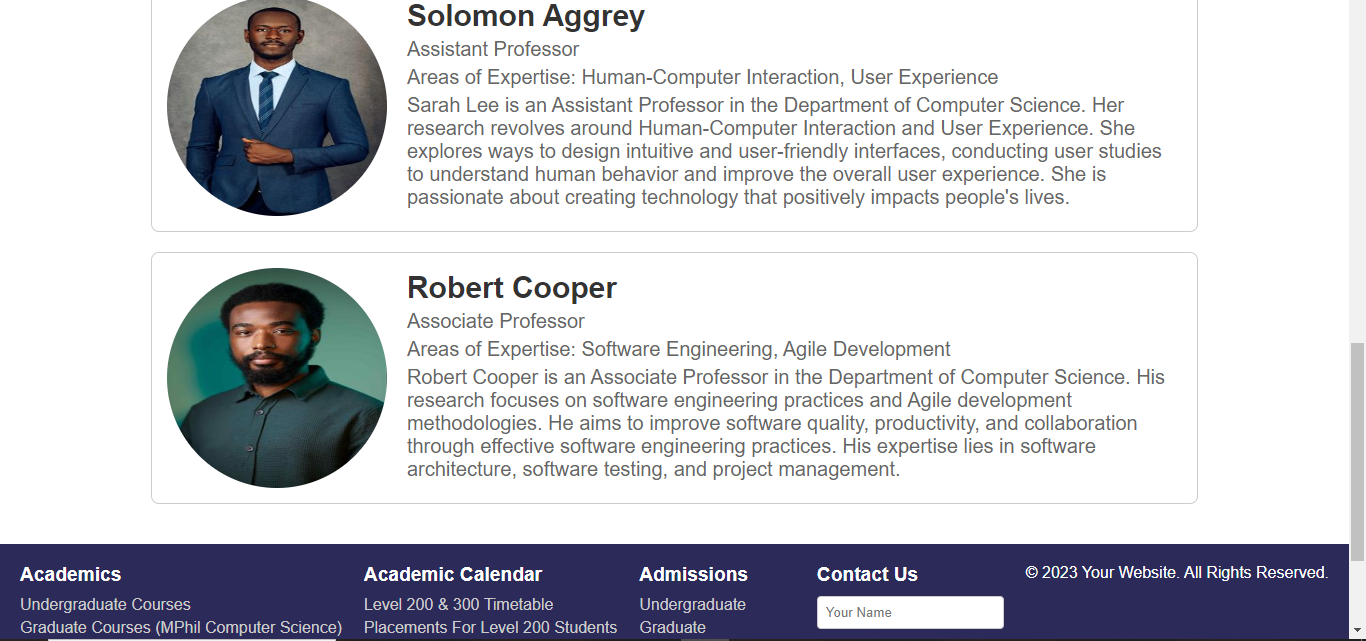 Solomon Aggrey
Assistant Professor
Areas of Expertise: Human-Computer Interaction, User Experience
Sarah Lee is an Assistant Professor in the Department of Computer Science. Her
research revolves around Human-Computer Interaction and User Experience. She
explores ways to design intuitive and user-friendly interfaces, conducting user studies
to understand human behavior and improve the overall user experience. She is
passionate about creating technology that positively impacts people's lives.
Robert Cooper
Associate Professor
Areas of Expertise: Software Engineering, Agile Development
Robert Cooper is an Associate Professor in the Department of Computer Science. His
research focuses on software engineering practices and Agile development
methodologies. He aims to improve software quality, productivity, and collaboration
through effective software engineering practices. His expertise lies in software
architecture, software testing, and project management.
Academics
Undergraduate Courses
Graduate Courses (MPhil Computer Science)
Academic Calendar
Level 200 & 300 Timetable
Placements For Level 200 Students
Admissions
Undergraduate
Graduate
Contact Us
Your Name
© 2023 Your Website. All Rights Reserved.